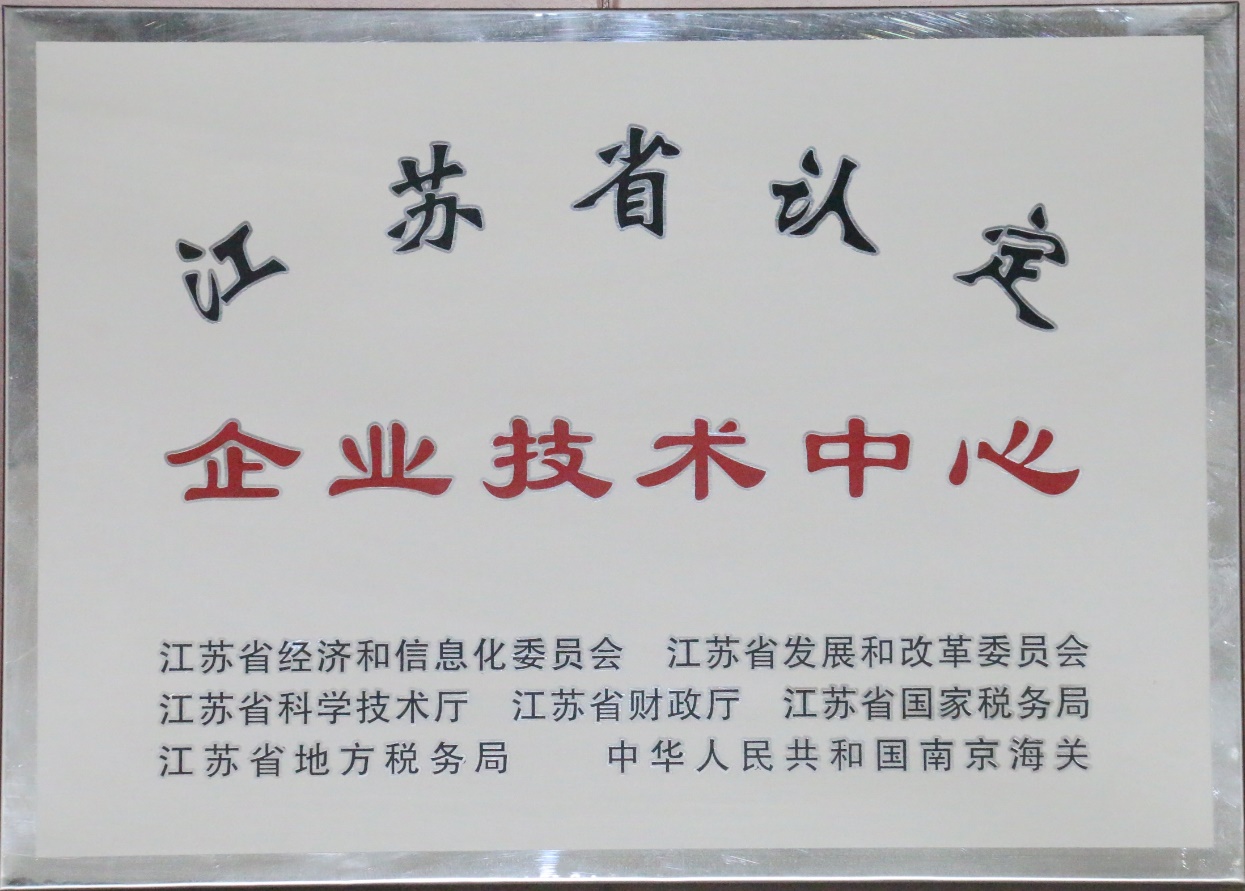 江苏省认定
企业技术中心
江苏省经济和信息化委员会 江苏省发展和改革委员会
江苏省科学技术厅 江苏省财政厅 江苏省国家税务局
江苏省地方税务局 中华人民共和国南京海关